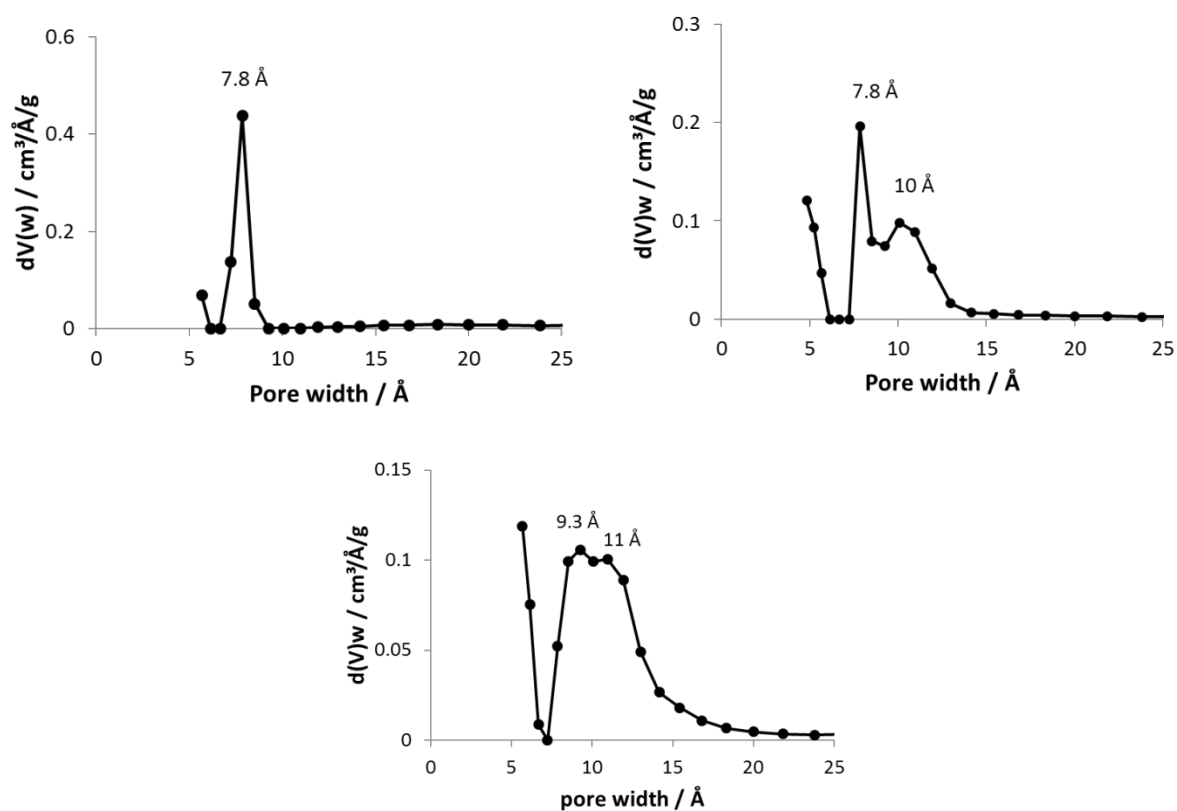 0.6
0.4
0.2
0
dV(w) / cm³/Å/g
7.8 Å
0 5 10 15 20 25
Pore width / Å
0.3
0.2
0.1
0
d(V)w / cm³/Å/g
7.8 Å
10 Å
0 5 10 15 20 25
Pore width / Å
0.15
0.1
0.05
0
d(V)w / cm³/Å/g
9.3 Å
11 Å
0 5 10 15 20 25
pore width / Å